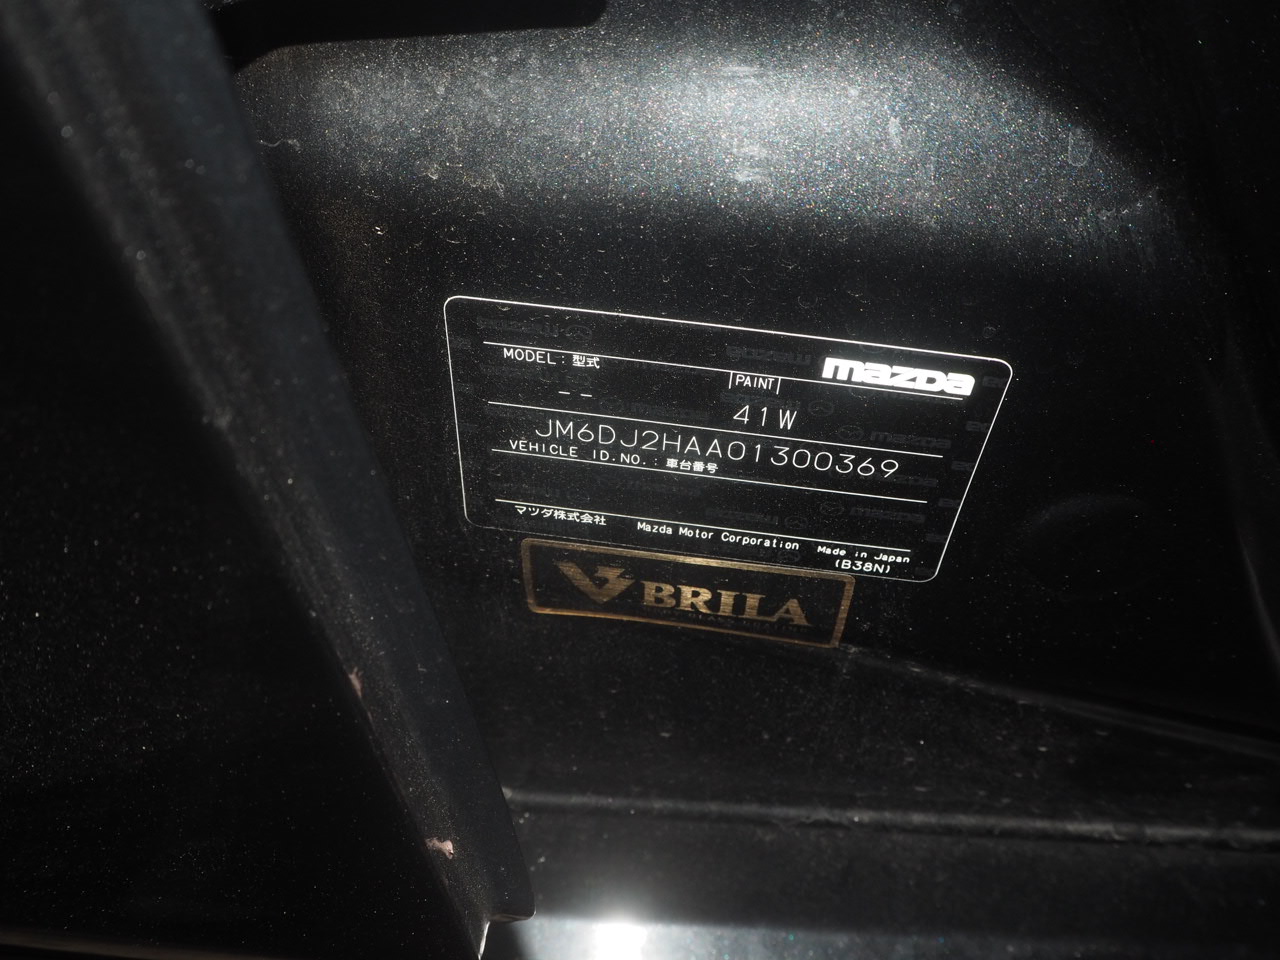 mazda
MODEL:型式
PAINT
--
41W
JM6DJ2HAA01300369
VEHICLE ID.NO.:車台番号
マツダ株式会社 Mazda Motor Corporation Made in Japan
(B38N)
BRILA